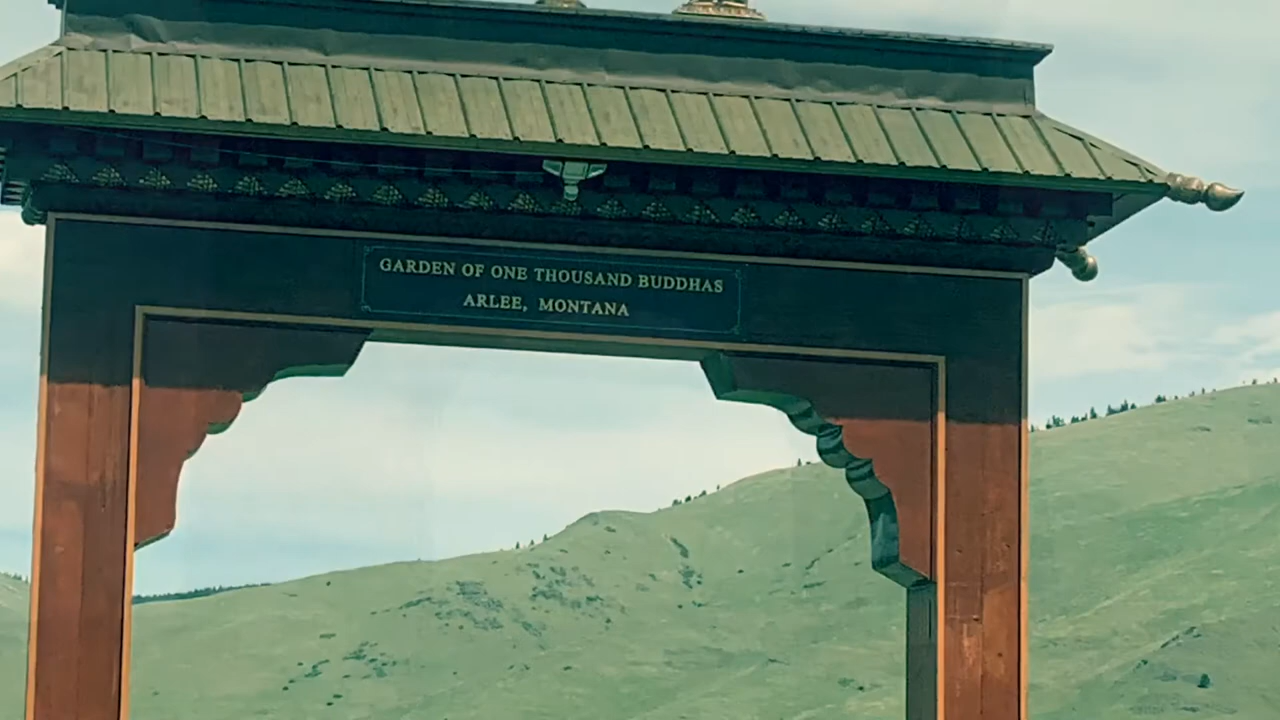 GARDEN OF ONE THOUSAND BUDDHAS
ARLEE, MONTANA